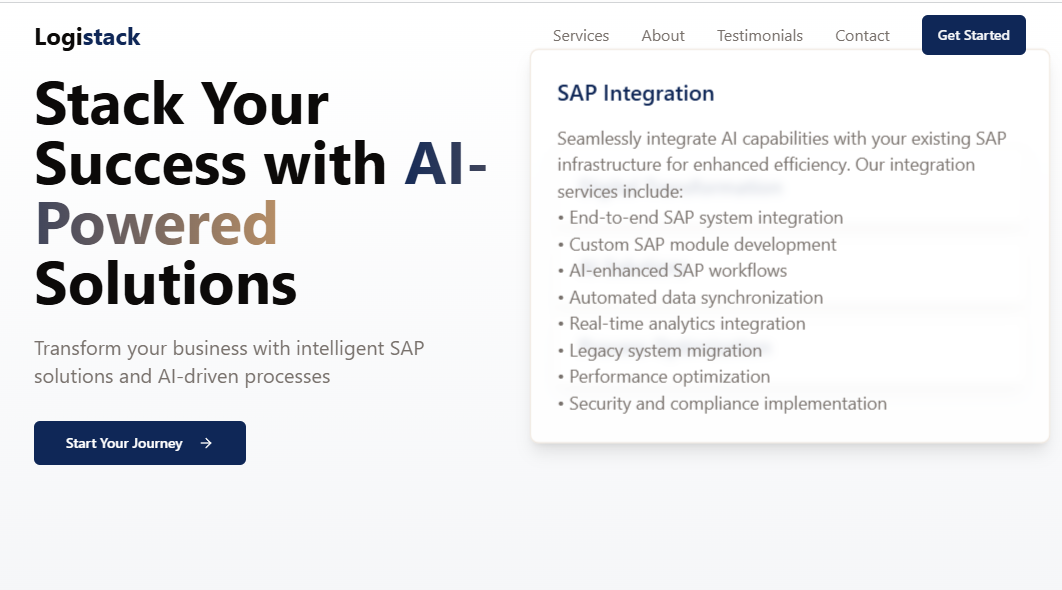 Logistack
Services About Testimonials Contact Get Started
Stack Your
Success with AI-
Powered
Solutions
Transform your business with intelligent SAP
solutions and AI-driven processes
Start Your Journey →
SAP Integration
Seamlessly integrate AI capabilities with your existing SAP
infrastructure for enhanced efficiency. Our integration
services include:
• End-to-end SAP system integration
• Custom SAP module development
• AI-enhanced SAP workflows
• Automated data synchronization
• Real-time analytics integration
• Legacy system migration
• Performance optimization
• Security and compliance implementation